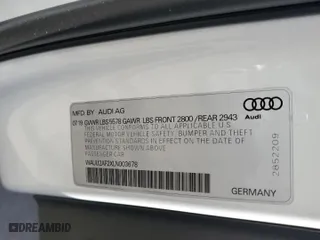 MFD BY: AUDI AG
07-19 GVWR LBS 5578 GAWR LBS FRONT 2800 / REAR 2943
THIS VEHICLE CONFORMS TO ALL APPLICABLE U.S.
FEDERAL MOTOR VEHICLE SAFETY, BUMPER AND THEFT
PREVENTION STANDARDS IN EFFECT ON THE DATE OF
MANUFACTURE SHOWN ABOVE
PASSENGER CAR
Audi
2852209
GERMANY
DREAMBID